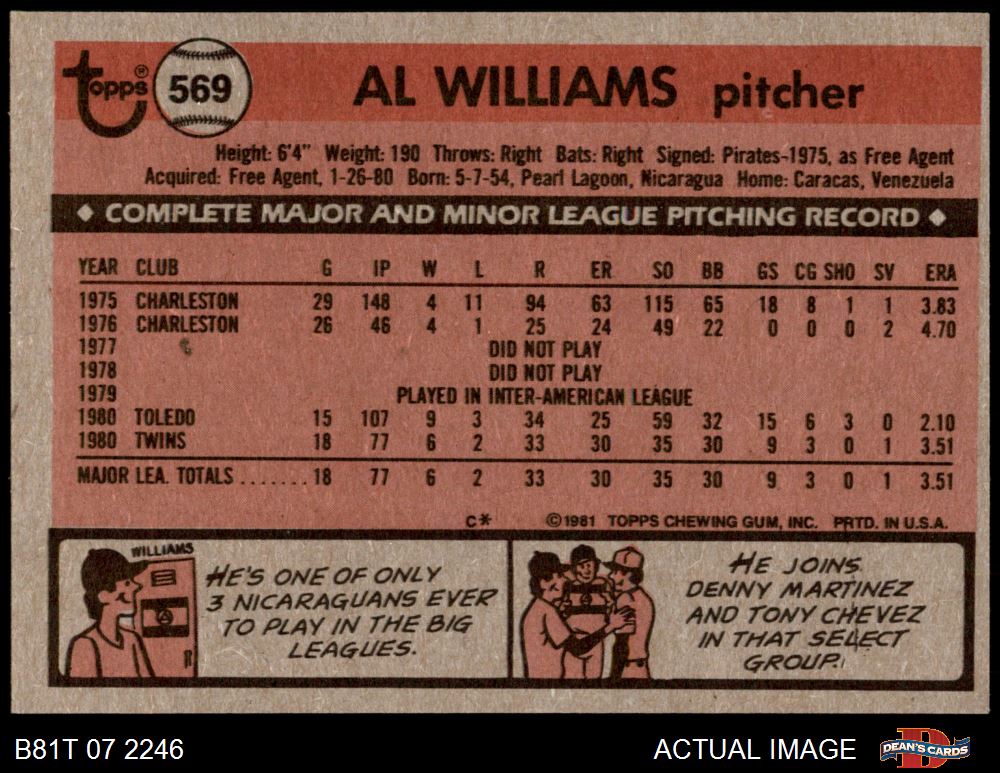 topps® 569 AL WILLIAMS pitcher
Height: 6'4" Weight: 190 Throws: Right Bats: Right Signed: Pirates-1975, as Free Agent
Acquired: Free Agent, 1-26-80 Born: 5-7-54, Pearl Lagoon, Nicaragua Home: Caracas, Venezuela
◆ COMPLETE MAJOR AND MINOR LEAGUE PITCHING RECORD ◆
YEAR CLUB G IP W L R ER SO BB GS CG SHO SV ERA
1975 CHARLESTON 29 148 4 11 94 63 115 65 18 8 1 1 3.83
1976 CHARLESTON 26 46 4 1 25 24 49 22 0 0 0 2 4.70
1977 DID NOT PLAY
1978 DID NOT PLAY
1979 PLAYED IN INTER-AMERICAN LEAGUE
1980 TOLEDO 15 107 9 3 34 25 59 32 15 6 3 0 2.10
1980 TWINS 18 77 6 2 33 30 35 30 9 3 0 1 3.51
MAJOR LEA. TOTALS ....... 18 77 6 2 33 30 35 30 9 3 0 1 3.51
C* ©1981 TOPPS CHEWING GUM, INC. PRTD. IN U.S.A.
WILLIAMS
HE'S ONE OF ONLY
3 NICARAGUANS EVER
TO PLAY IN THE BIG
LEAGUES.
HE JOINS
DENNY MARTINEZ
AND TONY CHEVEZ
IN THAT SELECT
GROUP.
B81T 07 2246 ACTUAL IMAGE DEAN'S CARDS